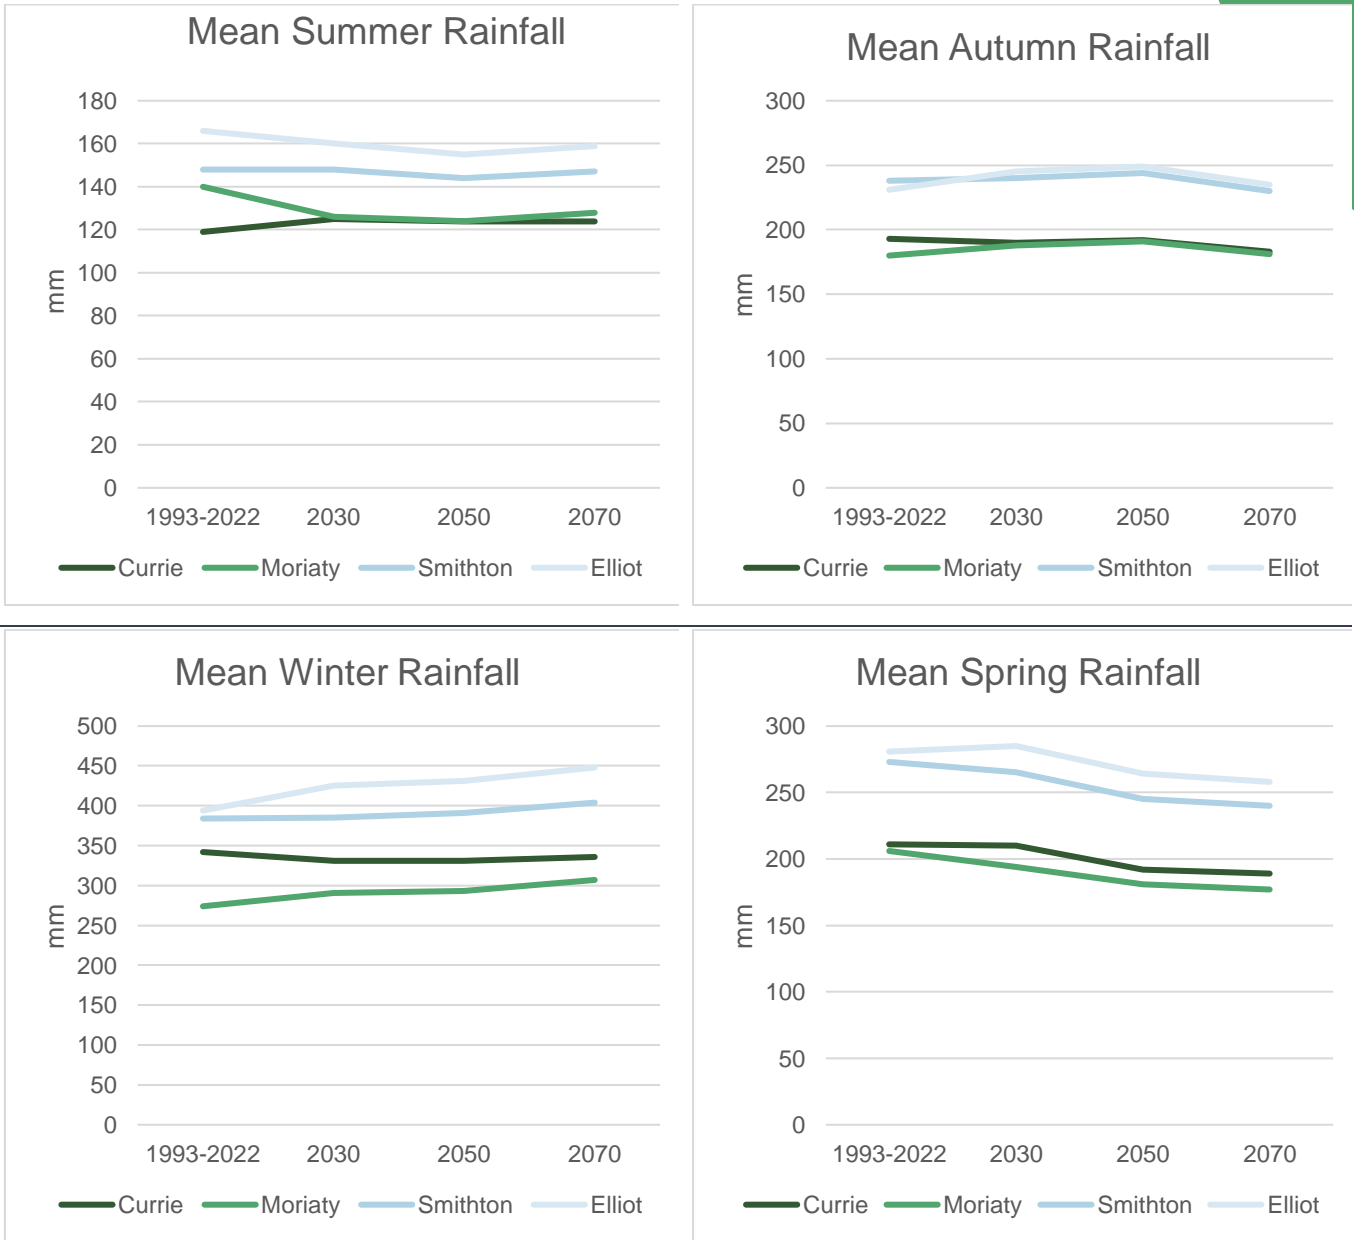 Mean Summer Rainfall
180
160
140
120
100
80
60
40
20
0
mm
1993-2022 2030 2050 2070
Currie Moriaty Smithton Elliot
Mean Autumn Rainfall
300
250
200
150
100
50
0
mm
1993-2022 2030 2050 2070
Currie Moriaty Smithton Elliot
Mean Winter Rainfall
500
450
400
350
300
250
200
150
100
50
0
mm
1993-2022 2030 2050 2070
Currie Moriaty Smithton Elliot
Mean Spring Rainfall
300
250
200
150
100
50
0
mm
1993-2022 2030 2050 2070
Currie Moriaty Smithton Elliot